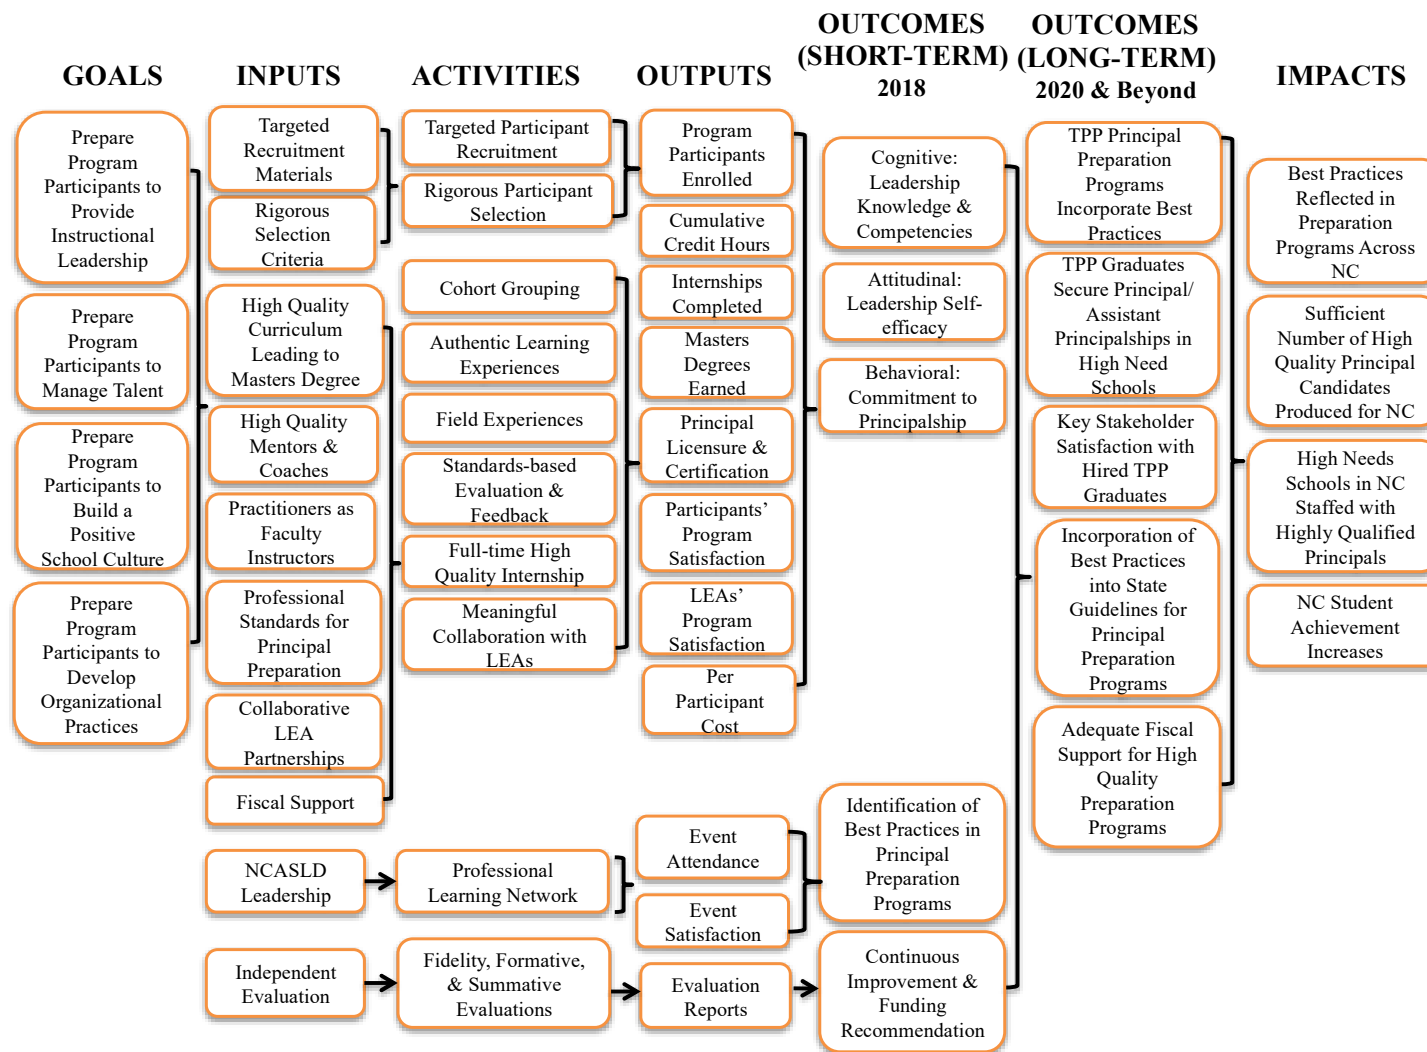 GOALS
Prepare
Program
Participants to
Provide
Instructional
Leadership
Prepare
Program
Participants to
Manage Talent
Prepare
Program
Participants to
Build a
Positive
School Culture
Prepare
Program
Participants to
Develop
Organizational
Practices
INPUTS
Targeted
Recruitment
Materials
Rigorous
Selection
Criteria
High Quality
Curriculum
Leading to
Masters Degree
High Quality
Mentors &
Coaches
Practitioners as
Faculty
Instructors
Professional
Standards for
Principal
Preparation
Collaborative
LEA
Partnerships
Fiscal Support
NCASLD
Leadership
Independent
Evaluation
ACTIVITIES
Targeted Participant
Recruitment
Rigorous Participant
Selection
Cohort Grouping
Authentic Learning
Experiences
Field Experiences
Standards-based
Evaluation &
Feedback
Full-time High
Quality Internship
Meaningful
Collaboration with
LEAs
Professional
Learning Network
Fidelity, Formative,
& Summative
Evaluations
OUTPUTS
Program
Participants
Enrolled
Cumulative
Credit Hours
Internships
Completed
Masters
Degrees
Earned
Principal
Licensure &
Certification
Participants’
Program
Satisfaction
LEAs’
Program
Satisfaction
Per
Participant
Cost
Event
Attendance
Event
Satisfaction
Evaluation
Reports
OUTCOMES
(SHORT-TERM)
2018
Cognitive:
Leadership
Knowledge &
Competencies
Attitudinal:
Leadership Self-
efficacy
Behavioral:
Commitment to
Principalship
Identification of
Best Practices in
Principal
Preparation
Programs
Continuous
Improvement &
Funding
Recommendation
OUTCOMES
(LONG-TERM)
2020 & Beyond
TPP Principal
Preparation
Programs
Incorporate Best
Practices
TPP Graduates
Secure Principal/
Assistant
Principalships in
High Need
Schools
Key Stakeholder
Satisfaction with
Hired TPP
Graduates
Incorporation of
Best Practices
into State
Guidelines for
Principal
Preparation
Programs
Adequate Fiscal
Support for High
Quality
Preparation
Programs
IMPACTS
Best Practices
Reflected in
Preparation
Programs Across
NC
Sufficient
Number of High
Quality Principal
Candidates
Produced for NC
High Needs
Schools in NC
Staffed with
Highly Qualified
Principals
NC Student
Achievement
Increases